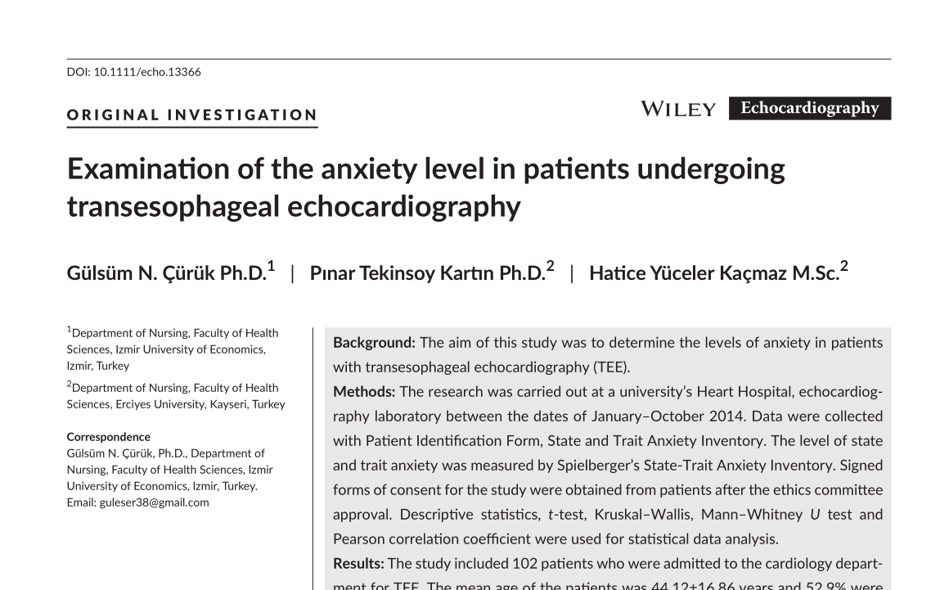 DOI: 10.1111/echo.13366
ORIGINAL INVESTIGATION
WILEY Echocardiography
Examination of the anxiety level in patients undergoing
transesophageal echocardiography
Gülsüm N. Çürük Ph.D.1 | Pınar Tekinsoy Kartın Ph.D.2 | Hatice Yüceler Kaçmaz M.Sc.2
1Department of Nursing, Faculty of Health
Sciences, Izmir University of Economics,
Izmir, Turkey
2Department of Nursing, Faculty of Health
Sciences, Erciyes University, Kayseri, Turkey
Correspondence
Gülsüm N. Çürük, Ph.D., Department of
Nursing, Faculty of Health Sciences, Izmir
University of Economics, Izmir, Turkey.
Email: guleser38@gmail.com
Background: The aim of this study was to determine the levels of anxiety in patients
with transesophageal echocardiography (TEE).
Methods: The research was carried out at a university's Heart Hospital, echocardiog-
raphy laboratory between the dates of January–October 2014. Data were collected
with Patient Identification Form, State and Trait Anxiety Inventory. The level of state
and trait anxiety was measured by Spielberger's State-Trait Anxiety Inventory. Signed
forms of consent for the study were obtained from patients after the ethics committee
approval. Descriptive statistics, t-test, Kruskal–Wallis, Mann–Whitney U test and
Pearson correlation coefficient were used for statistical data analysis.
Results: The study included 102 patients who were admitted to the cardiology depart-
ment for TEE. The mean age of the patients was 44.12±16.86 years and 52.9% were